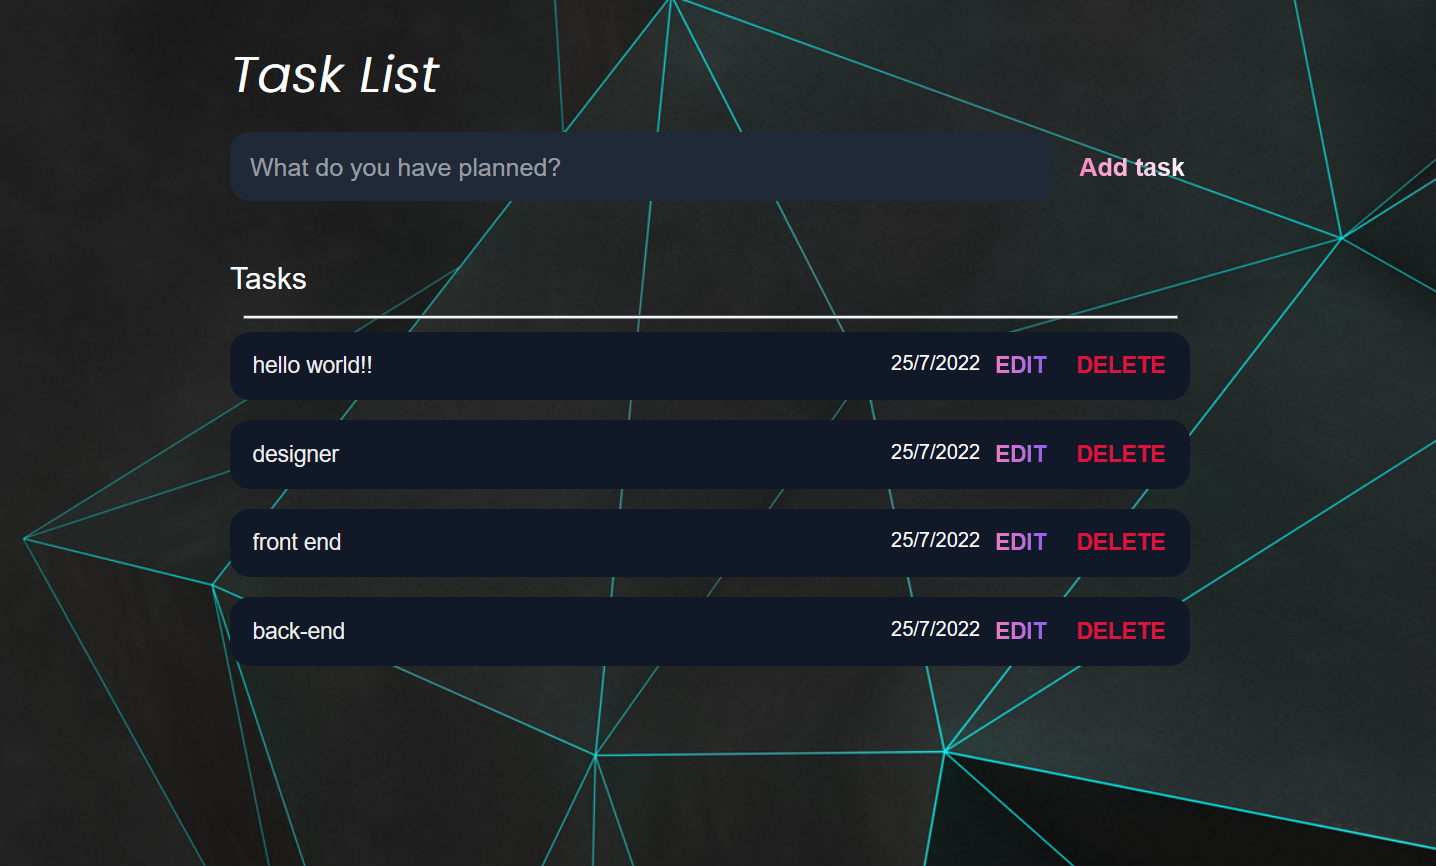 Task List
What do you have planned? Add task
Tasks
hello world!! 25/7/2022 EDIT DELETE
designer 25/7/2022 EDIT DELETE
front end 25/7/2022 EDIT DELETE
back-end 25/7/2022 EDIT DELETE